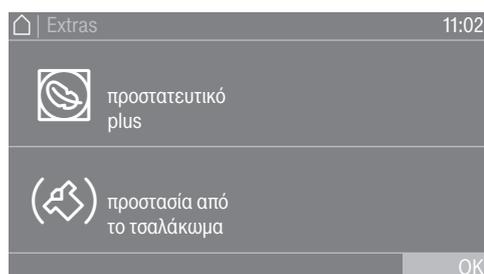 | Extras 11:02
προστατευτικό
plus
προστασία από
το τσαλάκωμα
OK